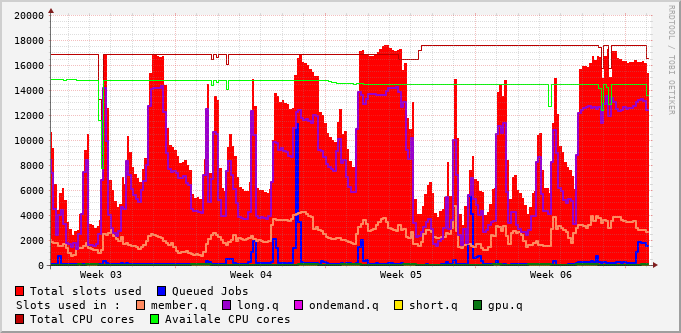 20000
18000
16000
14000
12000
10000
8000
6000
4000
2000
0
Week 03 Week 04 Week 05 Week 06
RRDTOOL / TOBI OETIKER
Total slots used Queued Jobs
Slots used in : member.q long.q ondemand.q short.q gpu.q
Total CPU cores Availale CPU cores